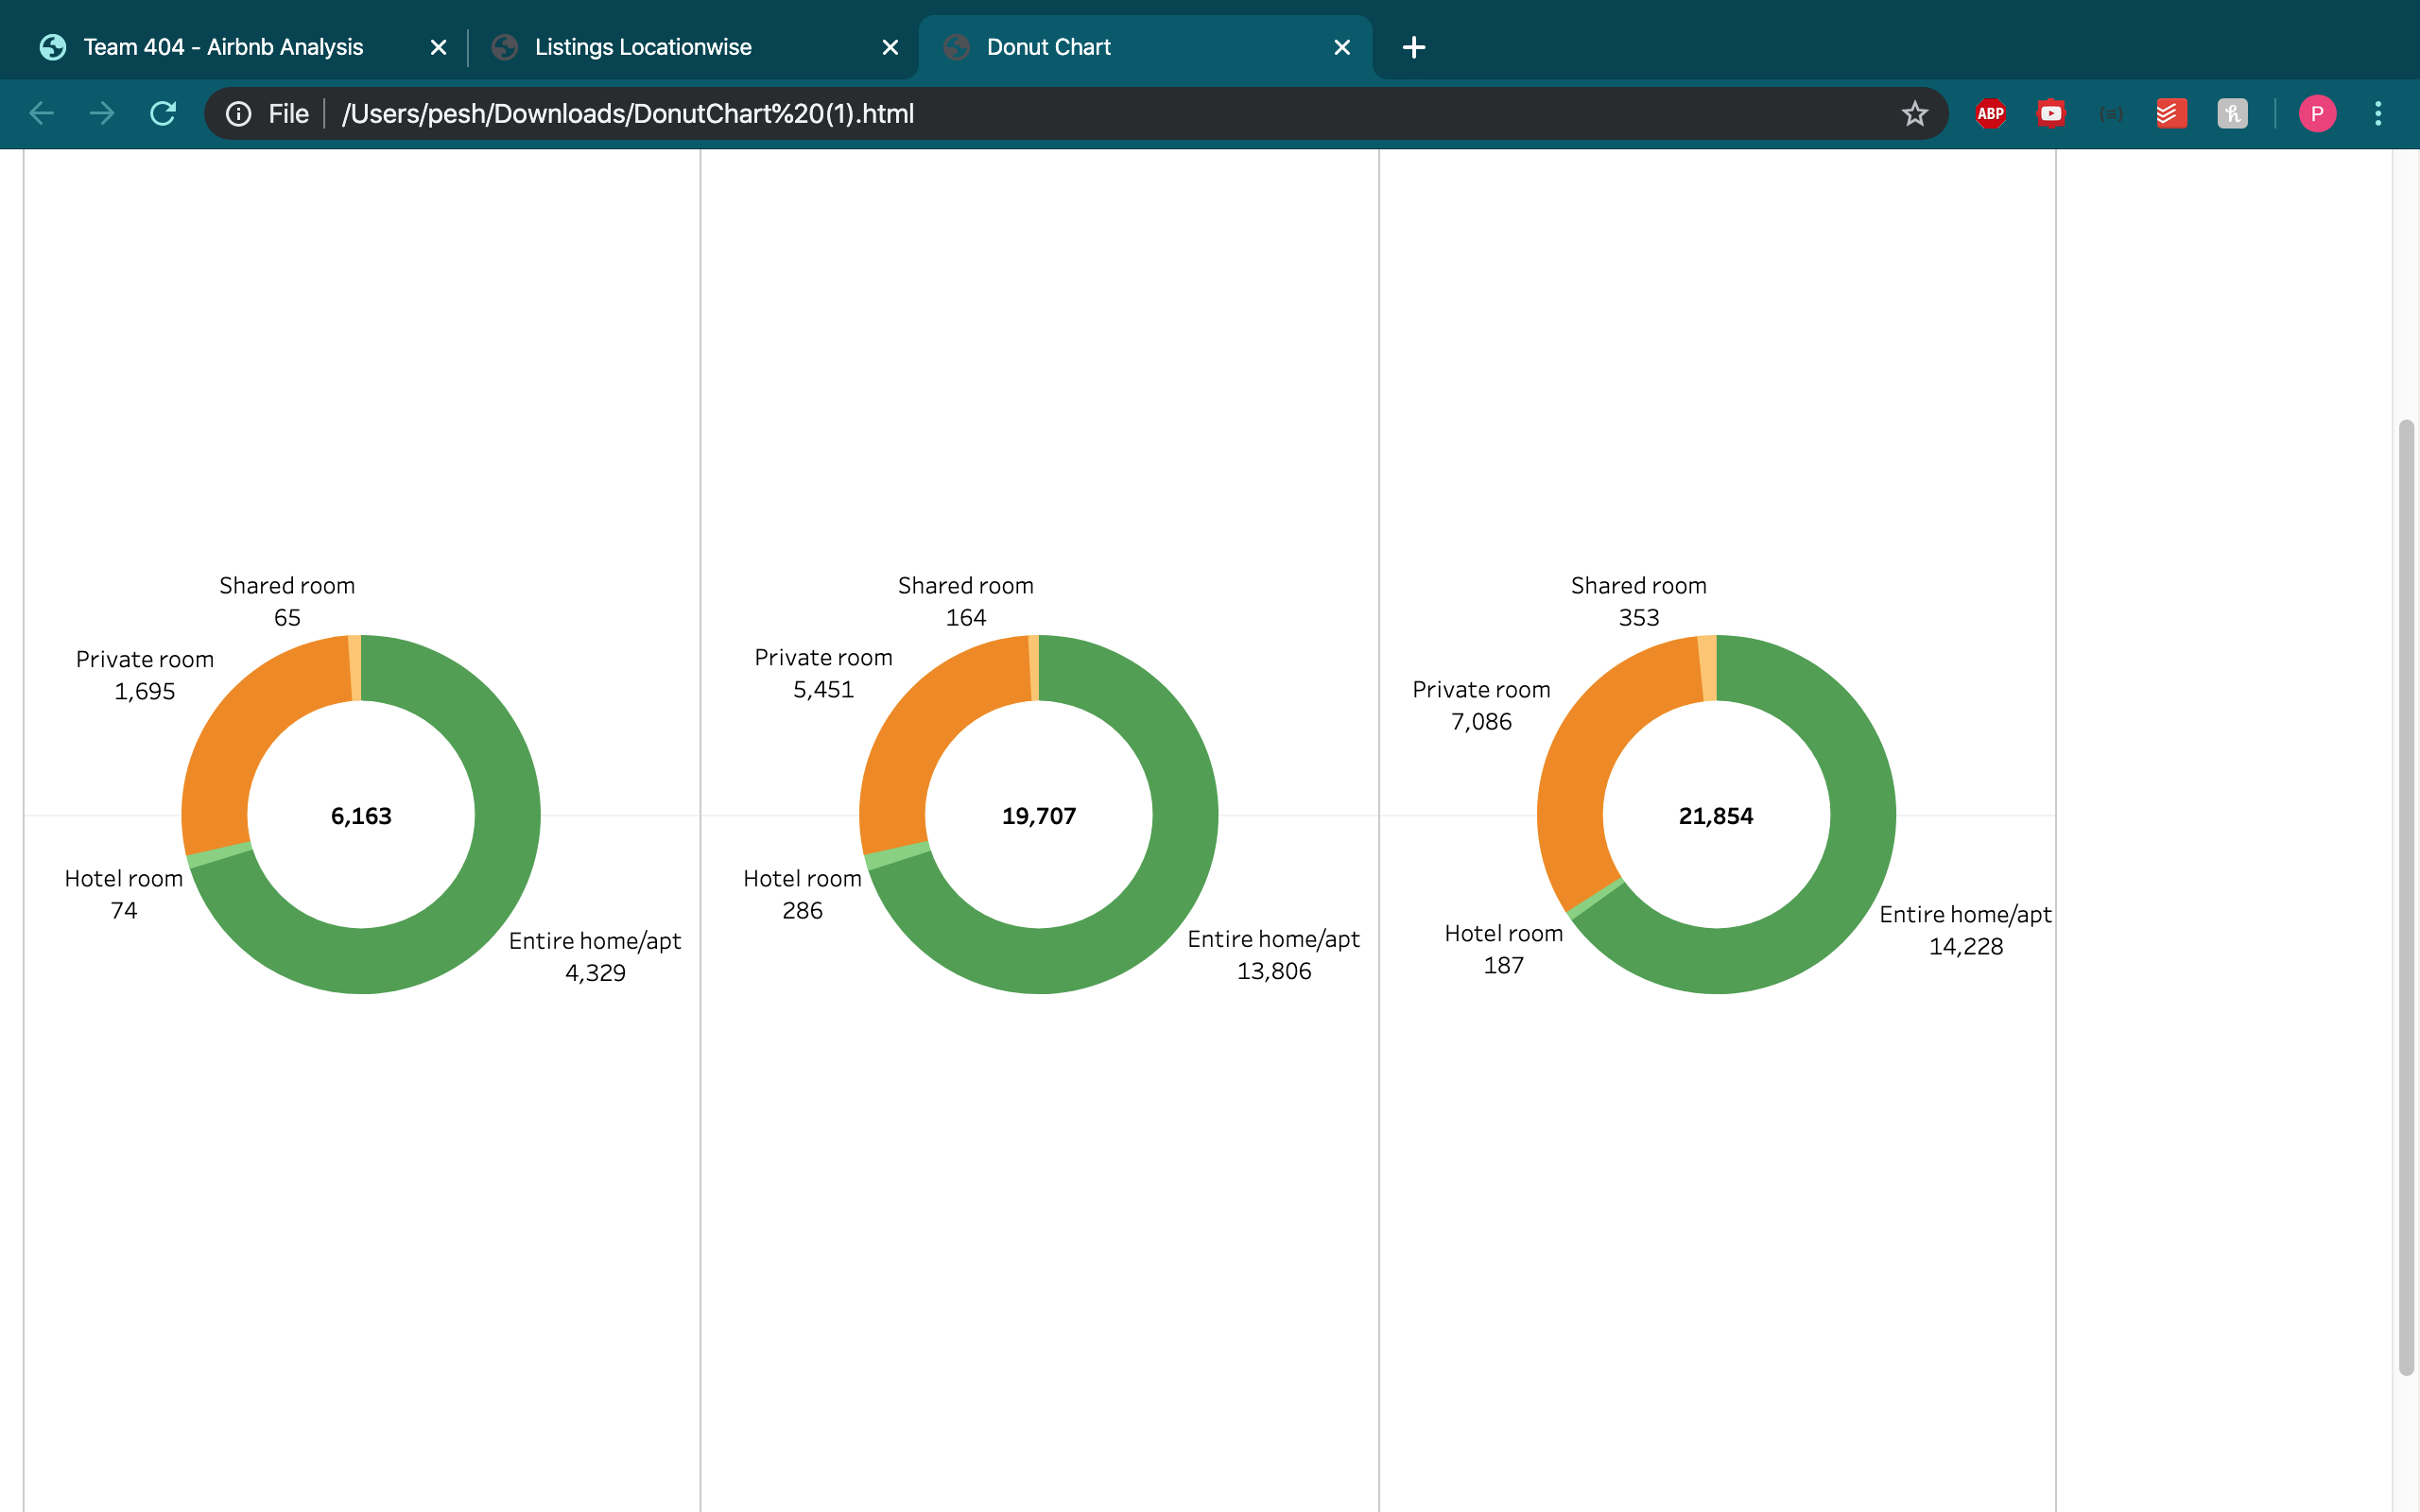 Team 404 - Airbnb Analysis
Listings Locationwise
Donut Chart
File
/Users/pesh/Downloads/DonutChart%20(1).html
ABP
{≡}
h
P
Shared room
65
Private room
1,695
6,163
Hotel room
74
Entire home/apt
4,329
Shared room
164
Private room
5,451
19,707
Hotel room
286
Entire home/apt
13,806
Shared room
353
Private room
7,086
21,854
Hotel room
187
Entire home/apt
14,228